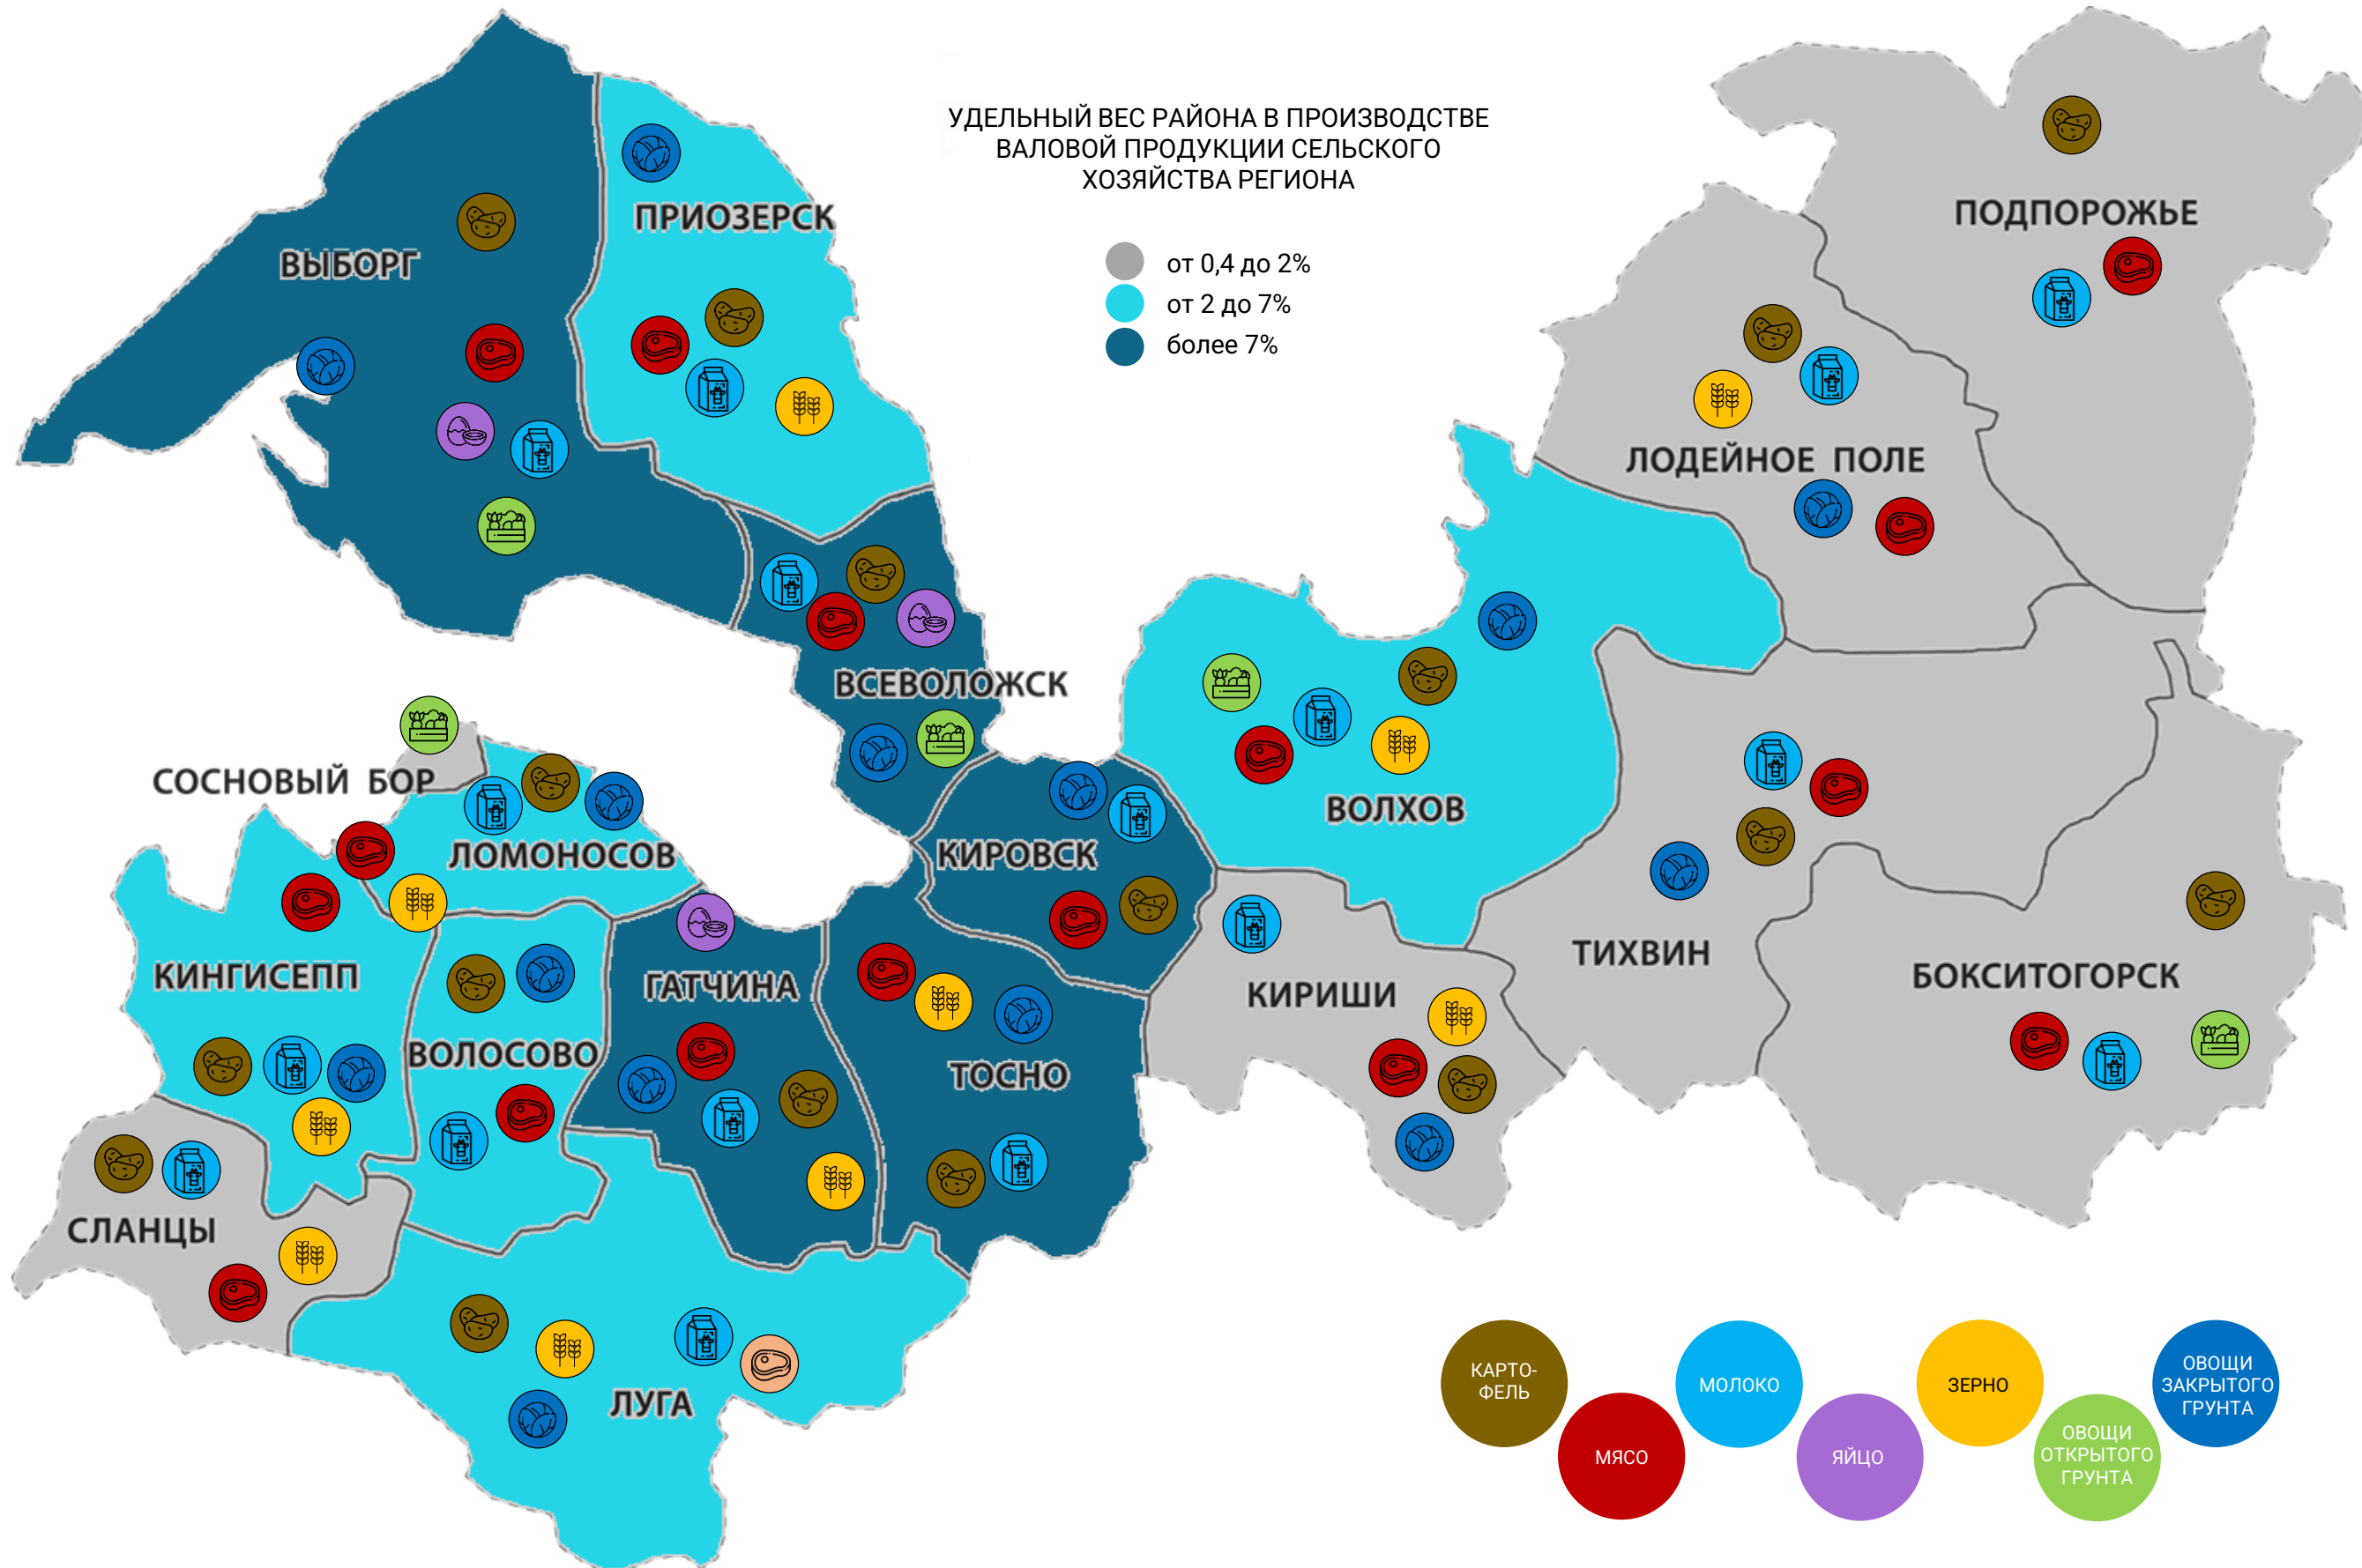 УДЕЛЬНЫЙ ВЕС РАЙОНА В ПРОИЗВОДСТВЕ
ВАЛОВОЙ ПРОДУКЦИИ СЕЛЬСКОГО
ХОЗЯЙСТВА РЕГИОНА
от 0,4 до 2%
от 2 до 7%
более 7%
ПРИОЗЕРСК
ВЫБОРГ
ПОДПОРОЖЬЕ
ЛОДЕЙНОЕ ПОЛЕ
ВСЕВОЛОЖСК
СОСНОВЫЙ БОР
ВОЛХОВ
ЛОМОНОСОВ
КИРОВСК
КИНГИСЕПП
ГАТЧИНА
КИРИШИ
ТИХВИН
БОКСИТОГОРСК
ВОЛОСОВО
ТОСНО
СЛАНЦЫ
ЛУГА
КАРТО-
ФЕЛЬ
МЯСО
МОЛОКО
ЯЙЦО
ЗЕРНО
ОВОЩИ
ОТКРЫТОГО
ГРУНТА
ОВОЩИ
ЗАКРЫТОГО
ГРУНТА